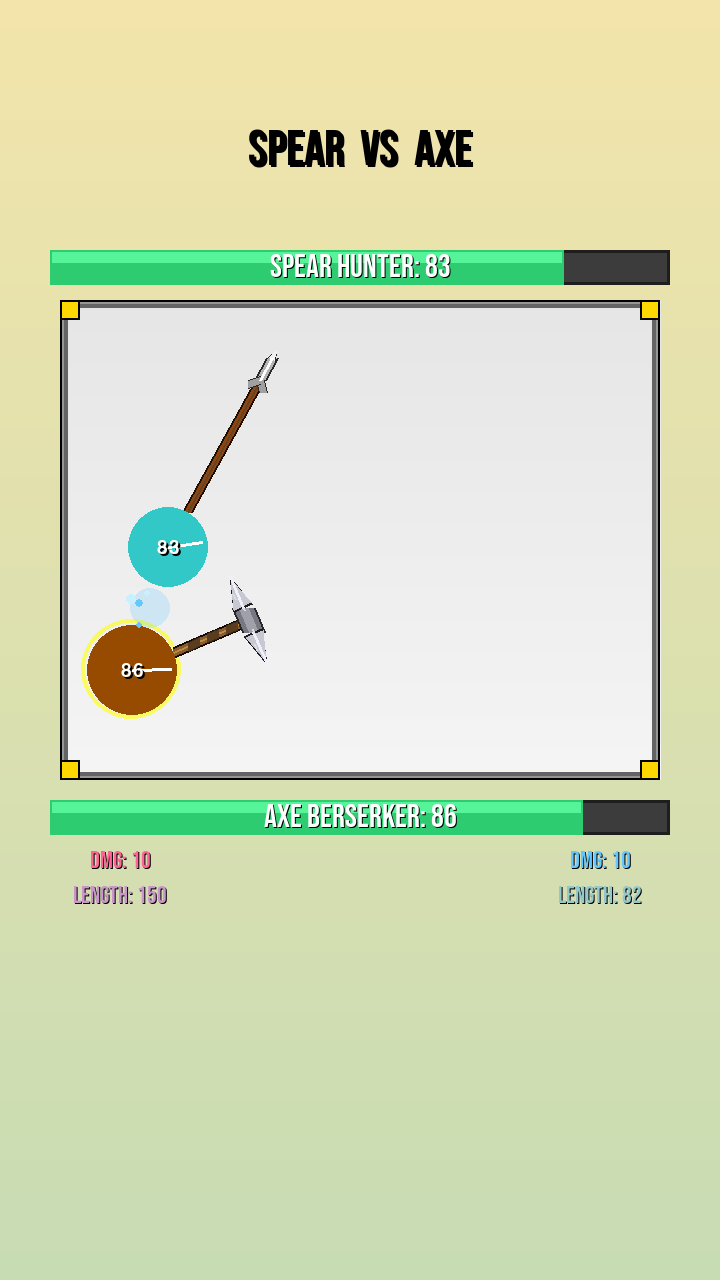 SPEAR VS AXE
SPEAR HUNTER: 83
83
86
AXE BERSERKER: 86
DMG: 10
DMG: 10
LENGTH: 150
LENGTH: 82